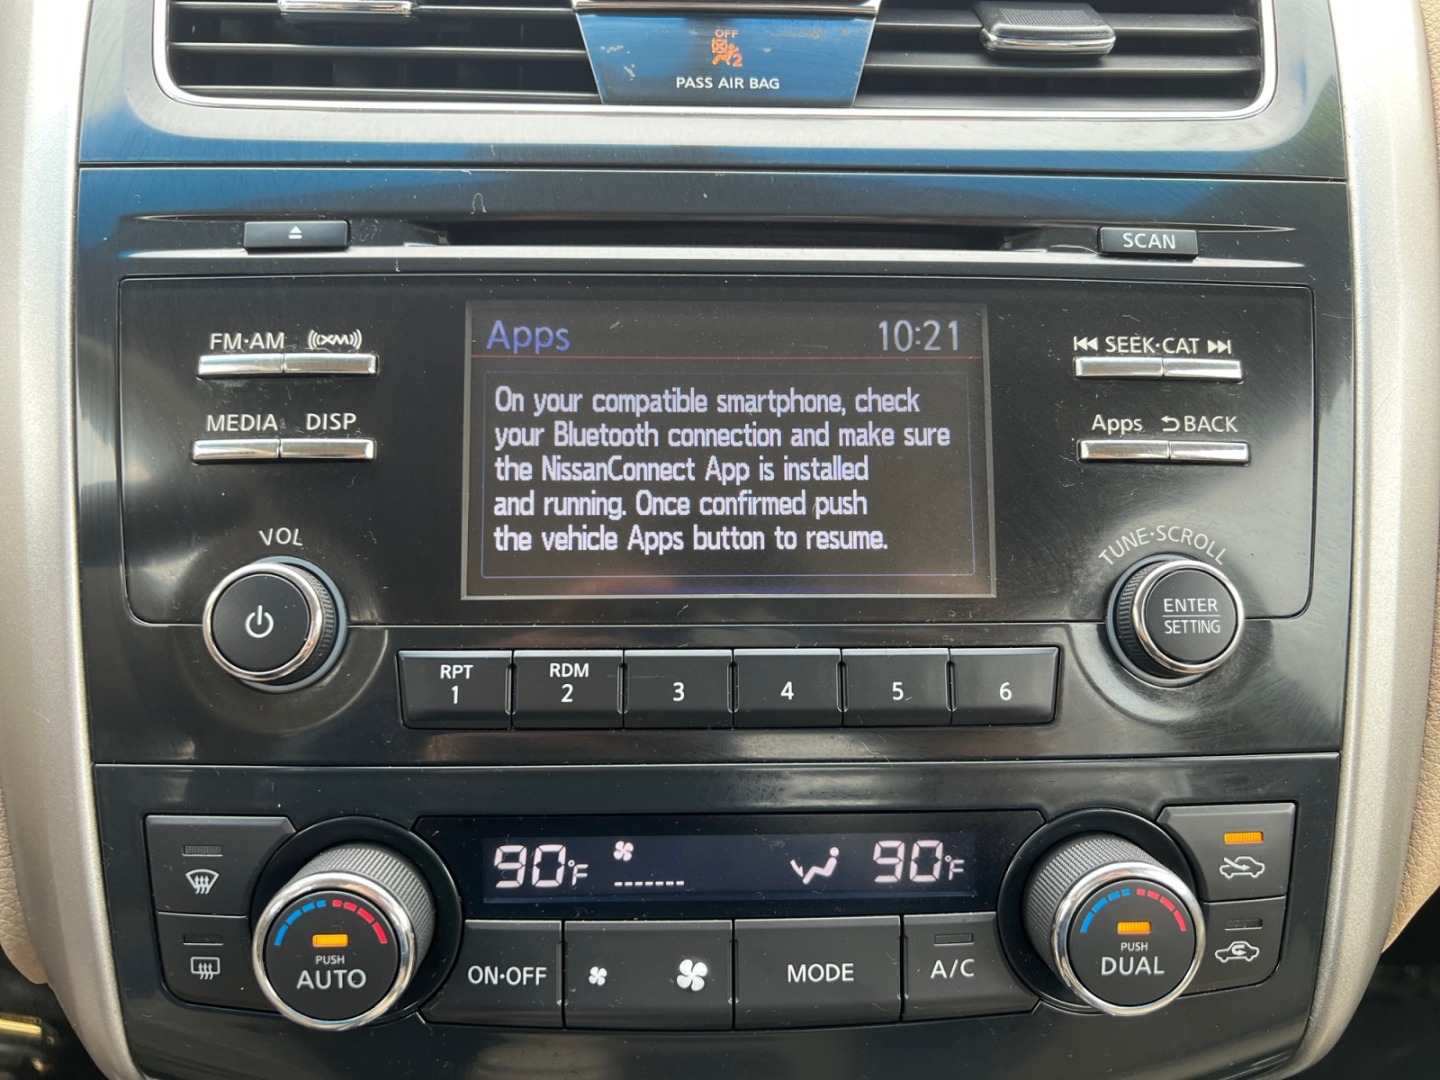 OFF
2
PASS AIR BAG
SCAN
FM·AM
((XM))
SEEK·CAT
MEDIA
DISP
Apps
BACK
Apps
10:21
On your compatible smartphone, check
your Bluetooth connection and make sure
the NissanConnect App is installed
and running. Once confirmed push
the vehicle Apps button to resume.
VOL
TUNE·SCROLL
ENTER
SETTING
RPT
1
RDM
2
3
4
5
6
90°F
90°F
PUSH
AUTO
ON·OFF
MODE
A/C
PUSH
DUAL